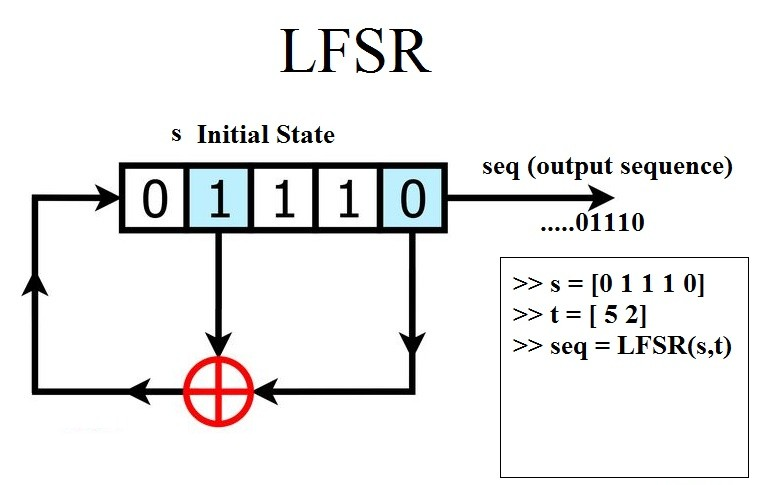 LFSR
s Initial State
0 1 1 1 0
seq (output sequence)
.....01110
>> s = [0 1 1 1 0]
>> t = [ 5 2]
>> seq = LFSR(s,t)